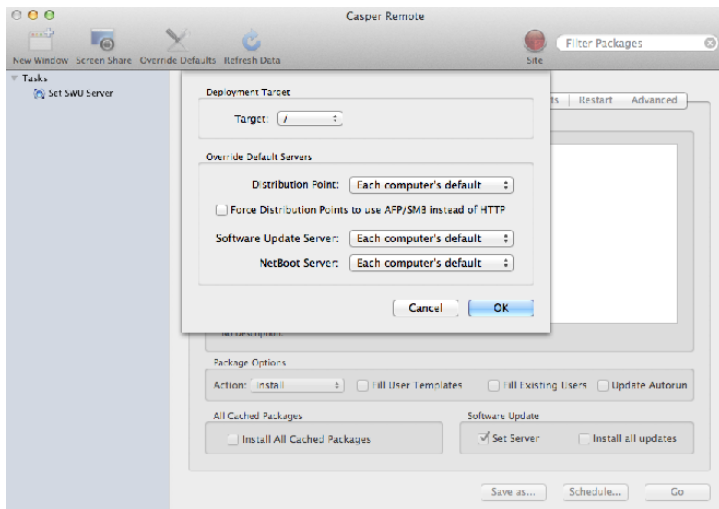 Casper Remote
New Window Screen Share Override Defaults Refresh Data Site Filter Packages
Tasks
Set SWU Server
Deployment Target
Target: /
Restart Advanced
Override Default Servers
Distribution Point: Each computer's default
Force Distribution Points to use AFP/SMB instead of HTTP
Software Update Server: Each computer's default
NetBoot Server: Each computer's default
Cancel OK
Package Options
Action: Install Fill User Templates Fill Existing Users Update Autorun
All Cached Packages Software Update
Install All Cached Packages Set Server Install all updates
Save as... Schedule... Go